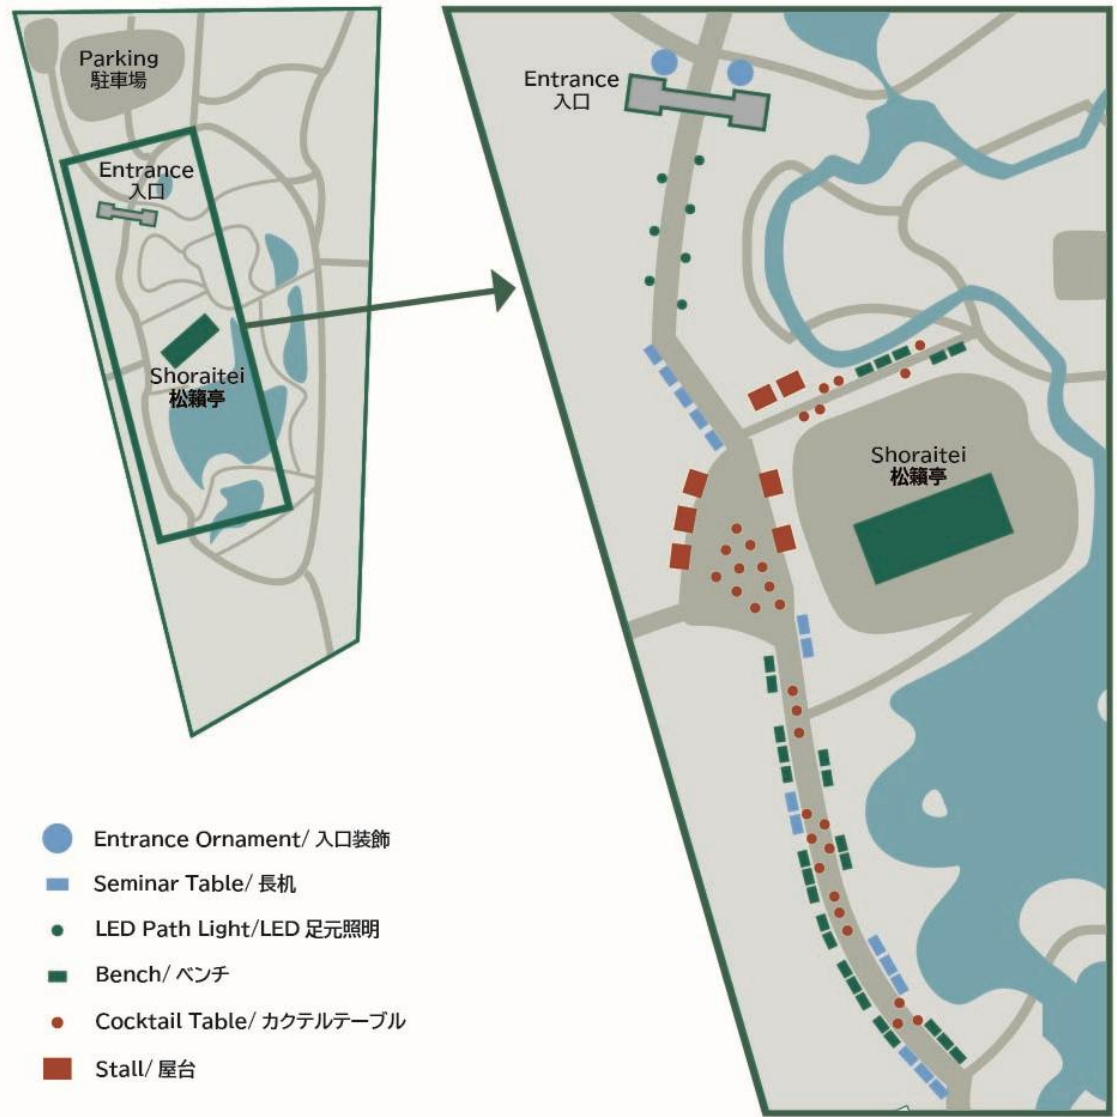 Parking
駐車場
Entrance
入口
Shoraitei
松籟亭
Entrance
入口
Shoraitei
松籟亭
Entrance Ornament/ 入口装飾
Seminar Table/ 長机
LED Path Light/LED 足元照明
Bench/ ベンチ
Cocktail Table/ カクテルテーブル
Stall/ 屋台